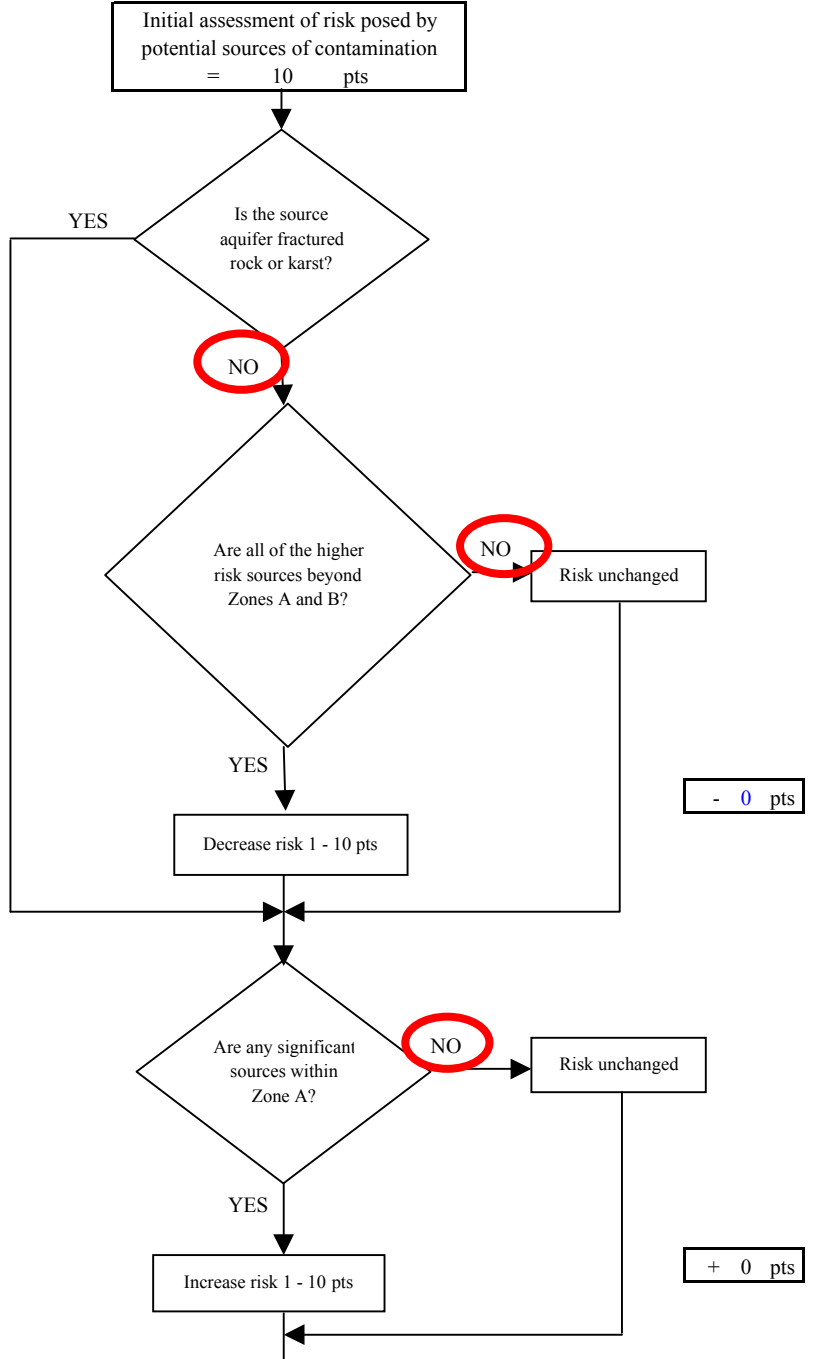 Initial assessment of risk posed by
potential sources of contamination
= 10 pts
YES
Is the source
aquifer fractured
rock or karst?
NO
Are all of the higher
risk sources beyond
Zones A and B?
NO
Risk unchanged
YES
- 0 pts
Decrease risk 1 - 10 pts
Are any significant
sources within
Zone A?
NO
Risk unchanged
YES
+ 0 pts
Increase risk 1 - 10 pts